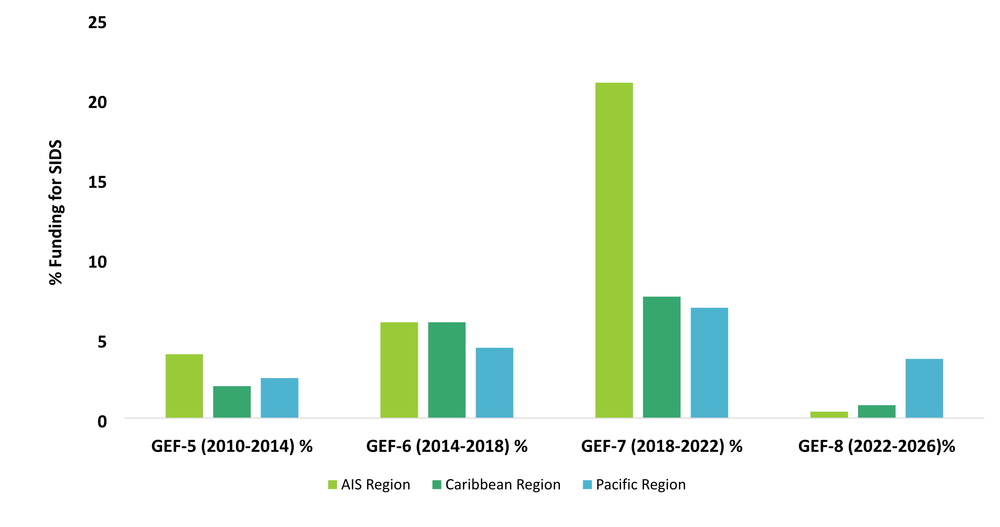 25
20
15
10
5
0
% Funding for SIDS
GEF-5 (2010-2014) %
GEF-6 (2014-2018) %
GEF-7 (2018-2022) %
GEF-8 (2022-2026)%
AIS Region
Caribbean Region
Pacific Region